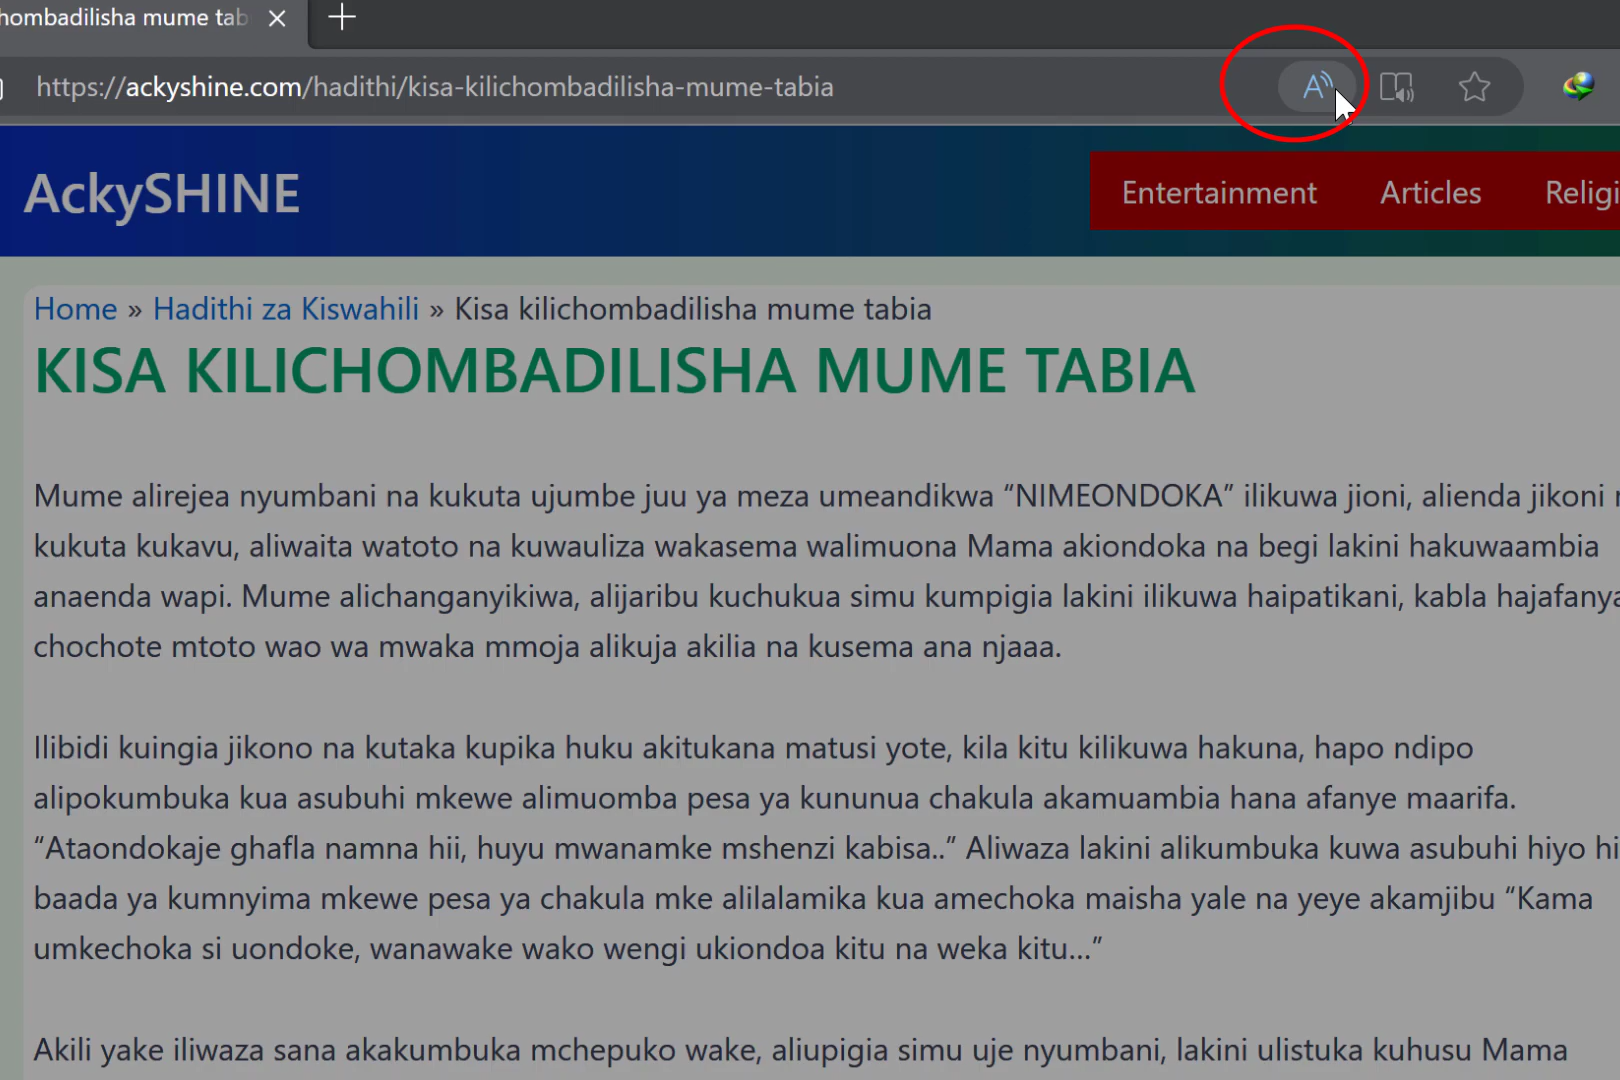 hombadilisha mume tab
https://ackyshine.com/hadithi/kisa-kilichombadilisha-mume-tabia
AckySHINE
Entertainment Articles Religi
Home » Hadithi za Kiswahili » Kisa kilichombadilisha mume tabia
KISA KILICHOMBADILISHA MUME TABIA
Mume alirejea nyumbani na kukuta ujumbe juu ya meza umeandikwa “NIMEONDOKA” ilikuwa jioni, alienda jikoni
kukuta kukavu, aliwaita watoto na kuwauliza wakasema walimuona Mama akiondoka na begi lakini hakuwaambia
anaenda wapi. Mume alichanganyikiwa, alijaribu kuchukua simu kumpigia lakini ilikuwa haipatikani, kabla hajafanya
chochote mtoto wao wa mwaka mmoja alikuja akilia na kusema ana njaaa.
Ilibidi kuingia jikono na kutaka kupika huku akitukana matusi yote, kila kitu kilikuwa hakuna, hapo ndipo
alipokumbuka kua asubuhi mkewe alimuomba pesa ya kununua chakula akamuambia hana afanye maarifa.
“Ataondokaje ghafla namna hii, huyu mwanamke mshenzi kabisa..” Aliwaza lakini alikumbuka kuwa asubuhi hiyo hi
baada ya kumnyima mkewe pesa ya chakula mke alilalamika kua amechoka maisha yale na yeye akamjibu “Kama
umkechoka si uondoke, wanawake wako wengi ukiondoa kitu na weka kitu…”
Akili yake iliwaza sana akakumbuka mchepuko wake, aliupigia simu uje nyumbani, lakini ulistuka kuhusu Mama